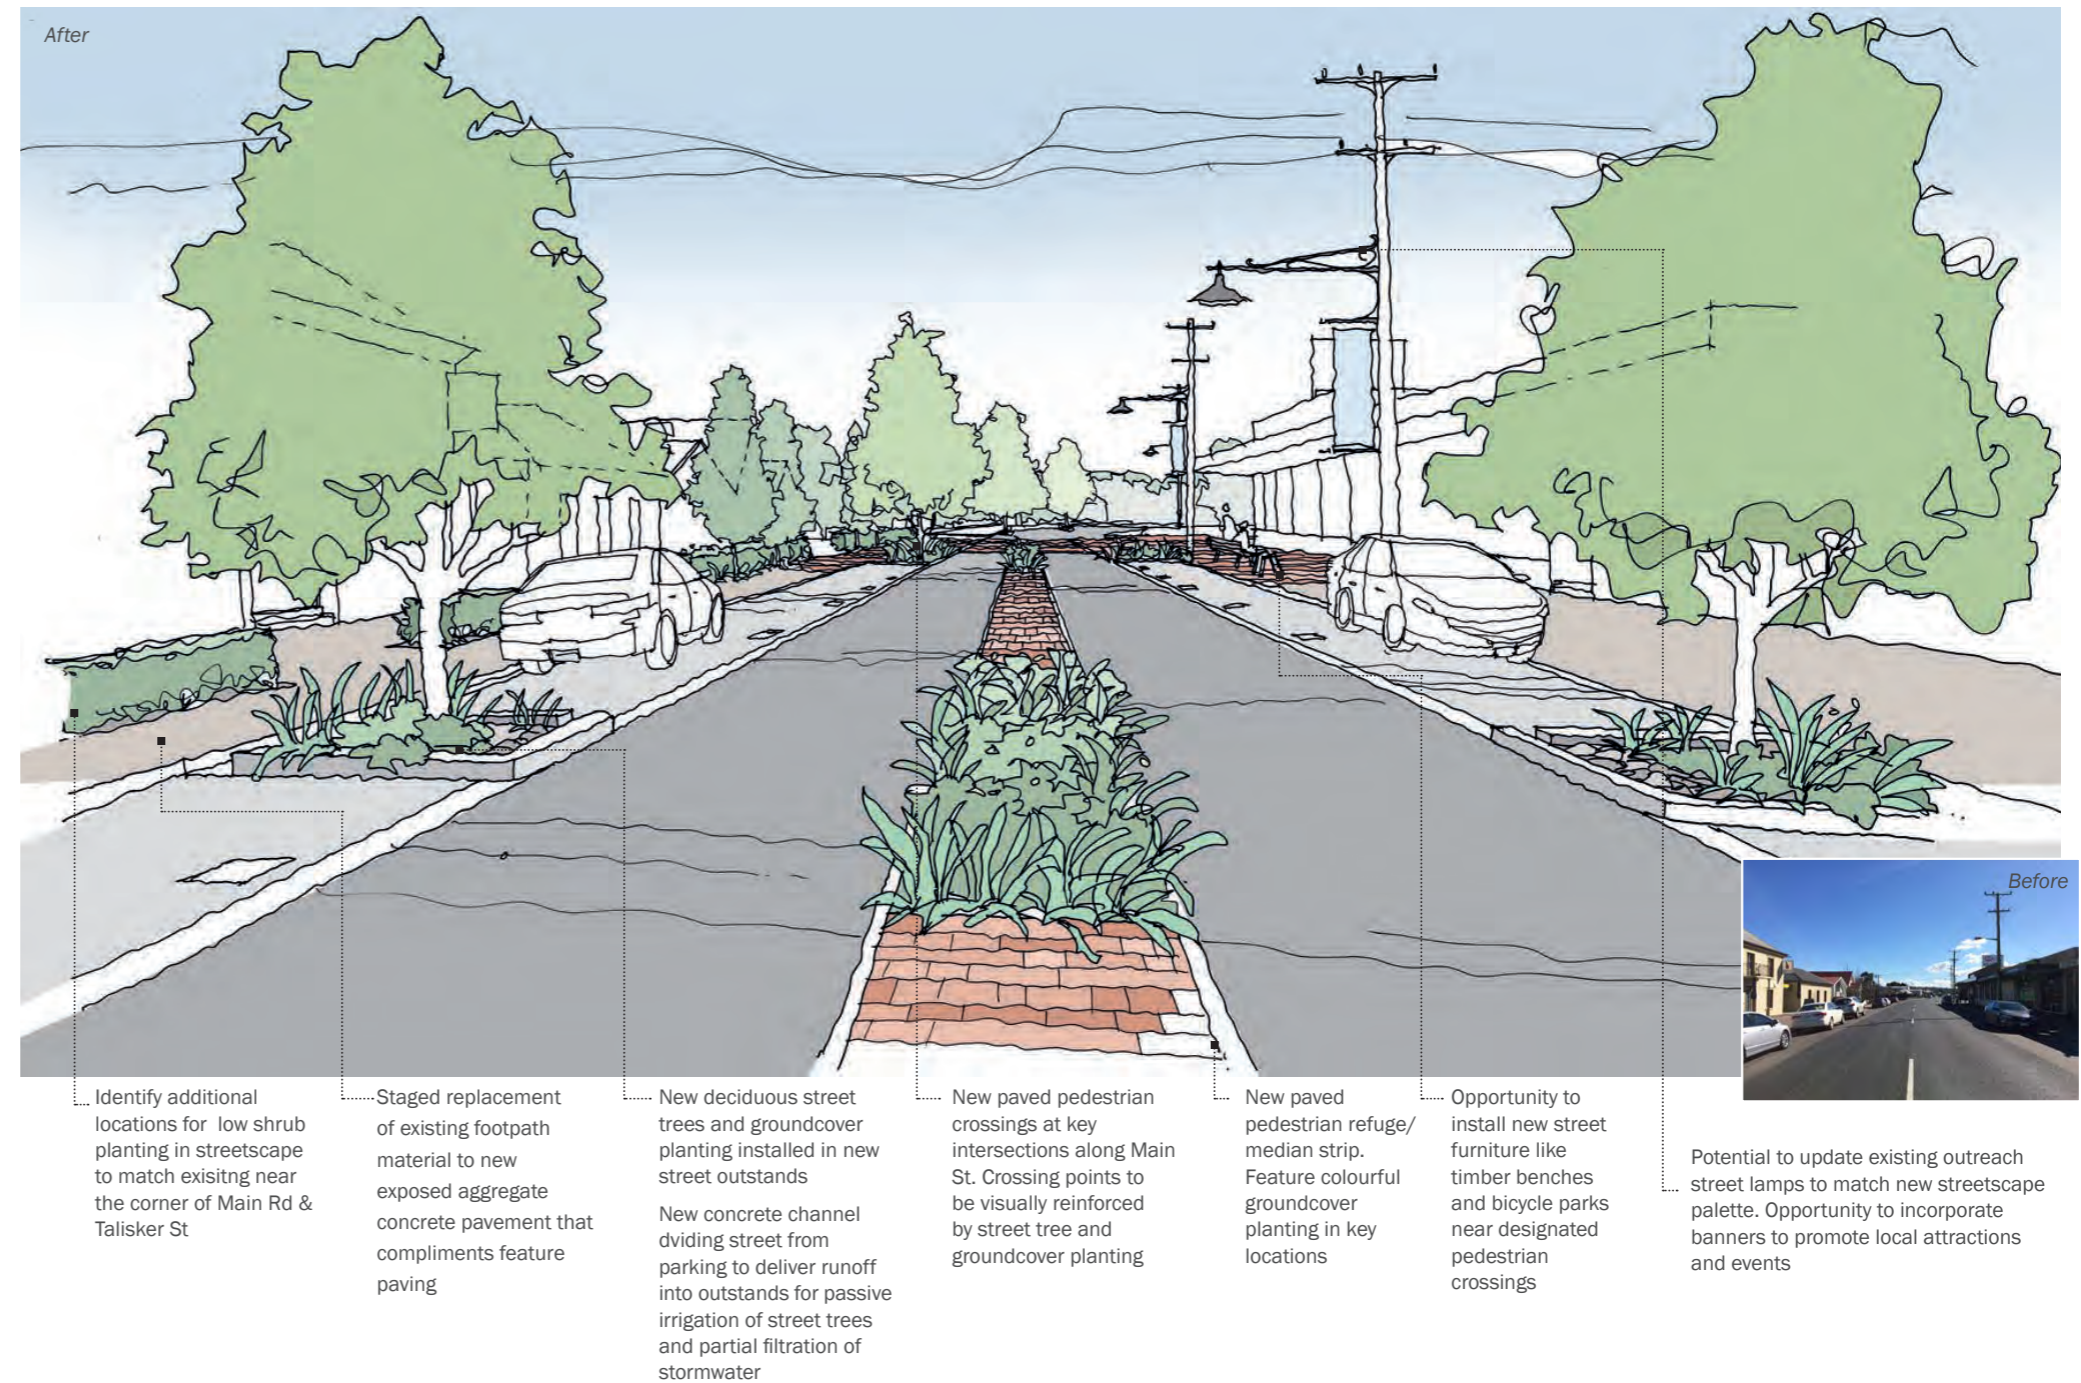 After
Before
Identify additional
locations for low shrub
planting in streetscape
to match exisitng near
the corner of Main Rd &
Talisker St
Staged replacement
of existing footpath
material to new
exposed aggregate
concrete pavement that
compliments feature
paving
New deciduous street
trees and groundcover
planting installed in new
street outstands
New concrete channel
dviding street from
parking to deliver runoff
into outstands for passive
irrigation of street trees
and partial filtration of
stormwater
New paved pedestrian
crossings at key
intersections along Main
St. Crossing points to
be visually reinforced
by street tree and
groundcover planting
New paved
pedestrian refuge/
median strip.
Feature colourful
groundcover
planting in key
locations
Opportunity to
install new street
furniture like
timber benches
and bicycle parks
near designated
pedestrian
crossings
Potential to update existing outreach
street lamps to match new streetscape
palette. Opportunity to incorporate
banners to promote local attractions
and events